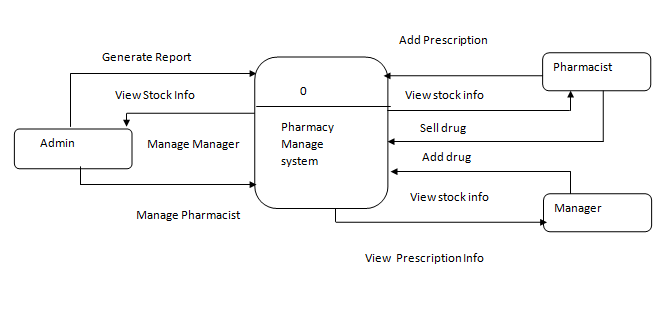 Add Prescription
Generate Report
Pharmacist
0
View Stock Info
View stock info
Pharmacy
Manage
system
Sell drug
Admin
Manage Manager
Add drug
View stock info
Manager
Manage Pharmacist
View Prescription Info